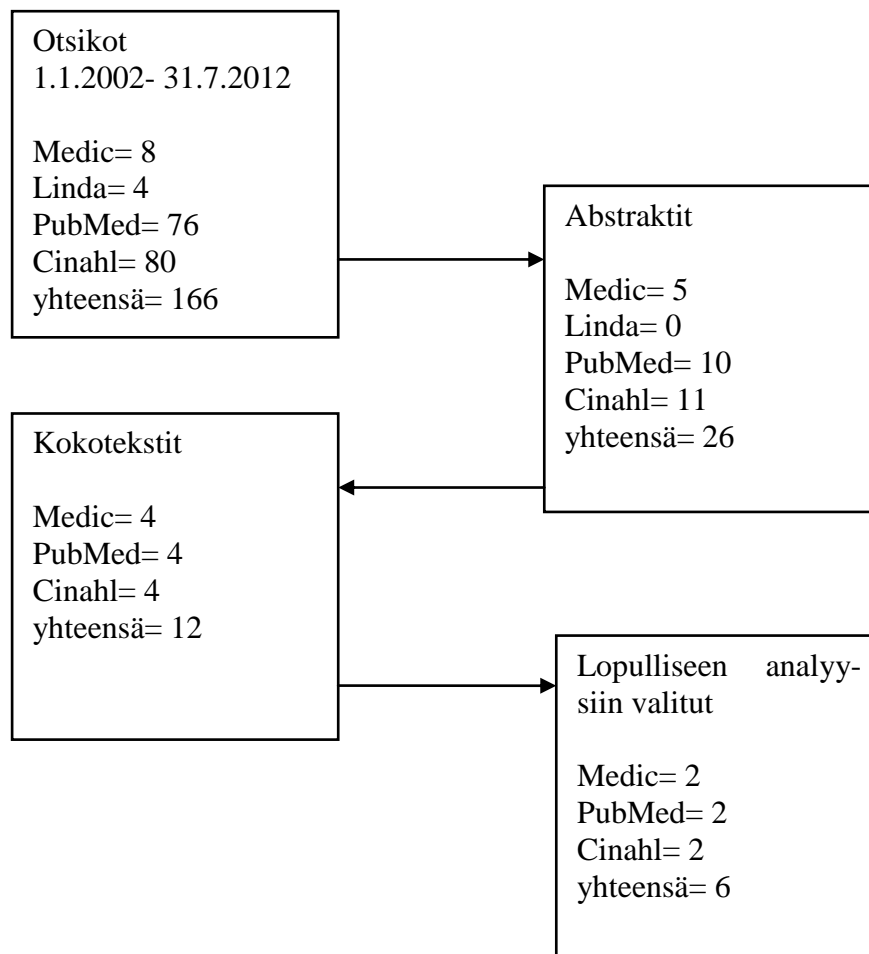 Otsikot
1.1.2002- 31.7.2012
Medic= 8
Linda= 4
PubMed= 76
Cinahl= 80
yhteensä= 166
Abstraktit
Medic= 5
Linda= 0
PubMed= 10
Cinahl= 11
yhteensä= 26
Kokotekstit
Medic= 4
PubMed= 4
Cinahl= 4
yhteensä= 12
Lopulliseen analyy-
siin valitut
Medic= 2
PubMed= 2
Cinahl= 2
yhteensä= 6